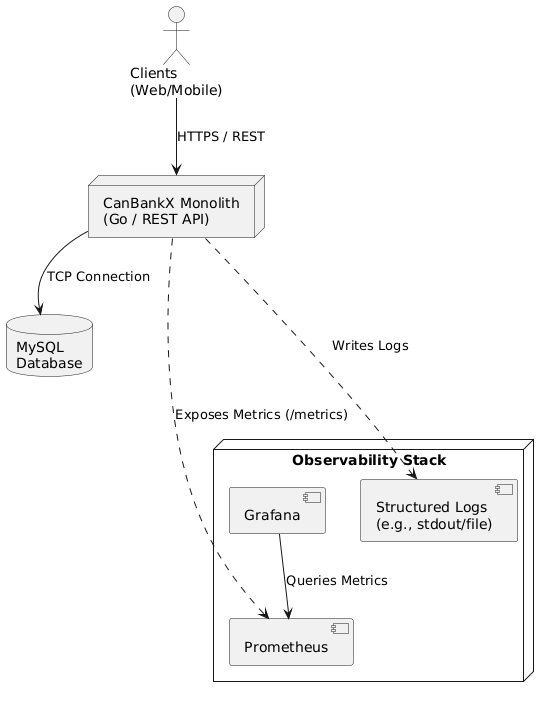 Clients
(Web/Mobile)
HTTPS / REST
CanBankX Monolith
(Go / REST API)
TCP Connection
MySQL
Database
Writes Logs
Exposes Metrics (/metrics)
Observability Stack
Structured Logs
(e.g., stdout/file)
Grafana
Queries Metrics
Prometheus